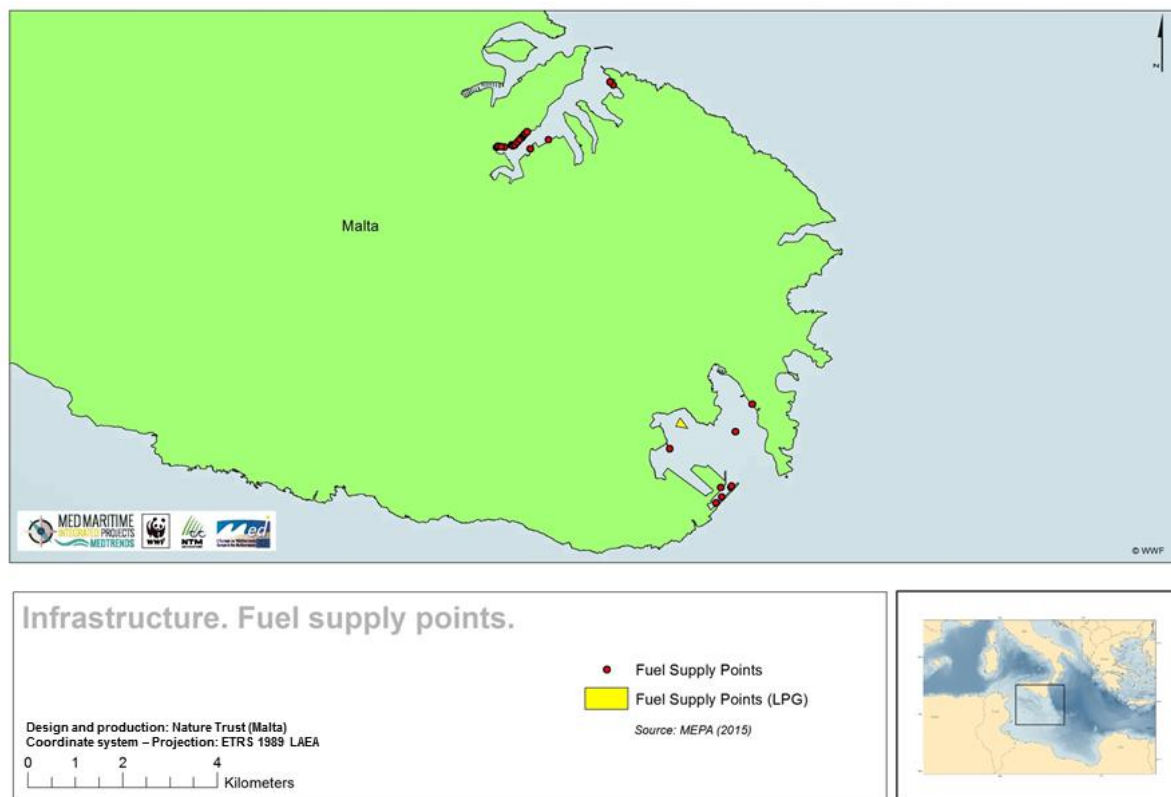 N
Malta
MED MARITIME
INTEGRATED PROJECTS
MEDTRENDS
WWF
NTM
Med
© WWF
Infrastructure. Fuel supply points.
Fuel Supply Points
Fuel Supply Points (LPG)
Source: MEPA (2015)
Design and production: Nature Trust (Malta)
Coordinate system – Projection: ETRS 1989 LAEA
0 1 2 4
Kilometers